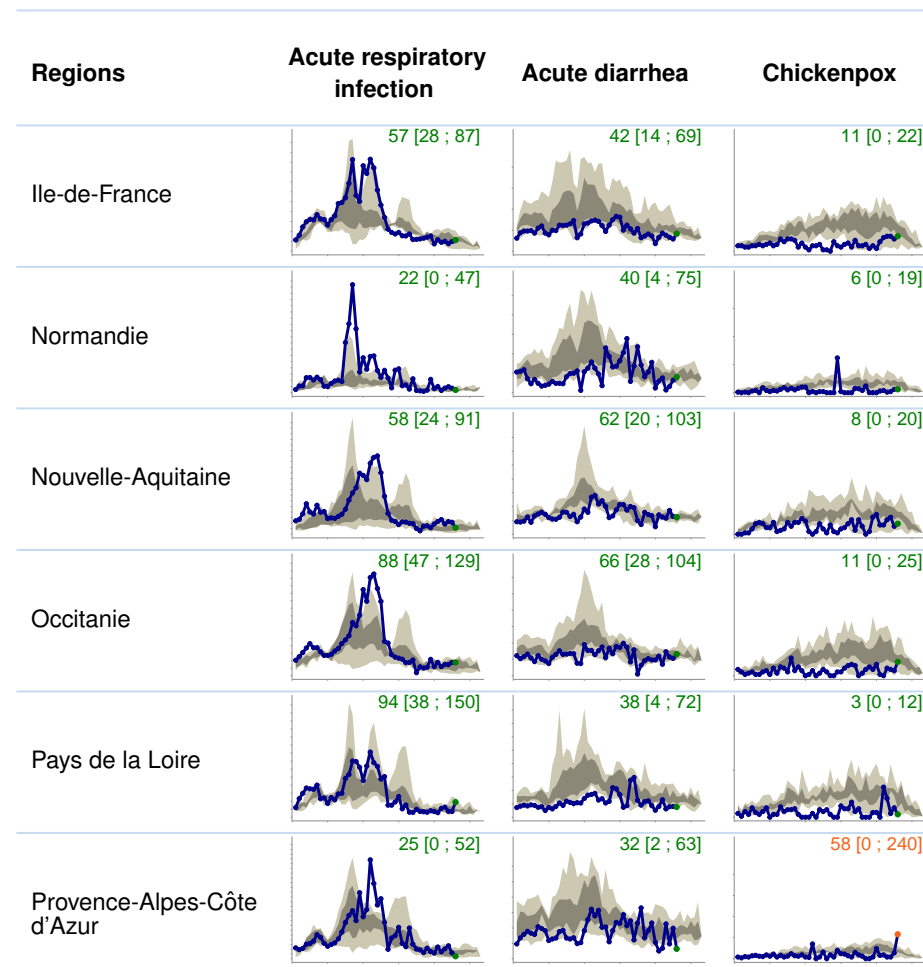 Regions
Acute respiratory
infection
Acute diarrhea
Chickenpox
Ile-de-France
57 [28 ; 87]
42 [14 ; 69]
11 [0 ; 22]
Normandie
22 [0 ; 47]
40 [4 ; 75]
6 [0 ; 19]
Nouvelle-Aquitaine
58 [24 ; 91]
62 [20 ; 103]
8 [0 ; 20]
Occitanie
88 [47 ; 129]
66 [28 ; 104]
11 [0 ; 25]
Pays de la Loire
94 [38 ; 150]
38 [4 ; 72]
3 [0 ; 12]
Provence-Alpes-Côte
d'Azur
25 [0 ; 52]
32 [2 ; 63]
58 [0 ; 240]